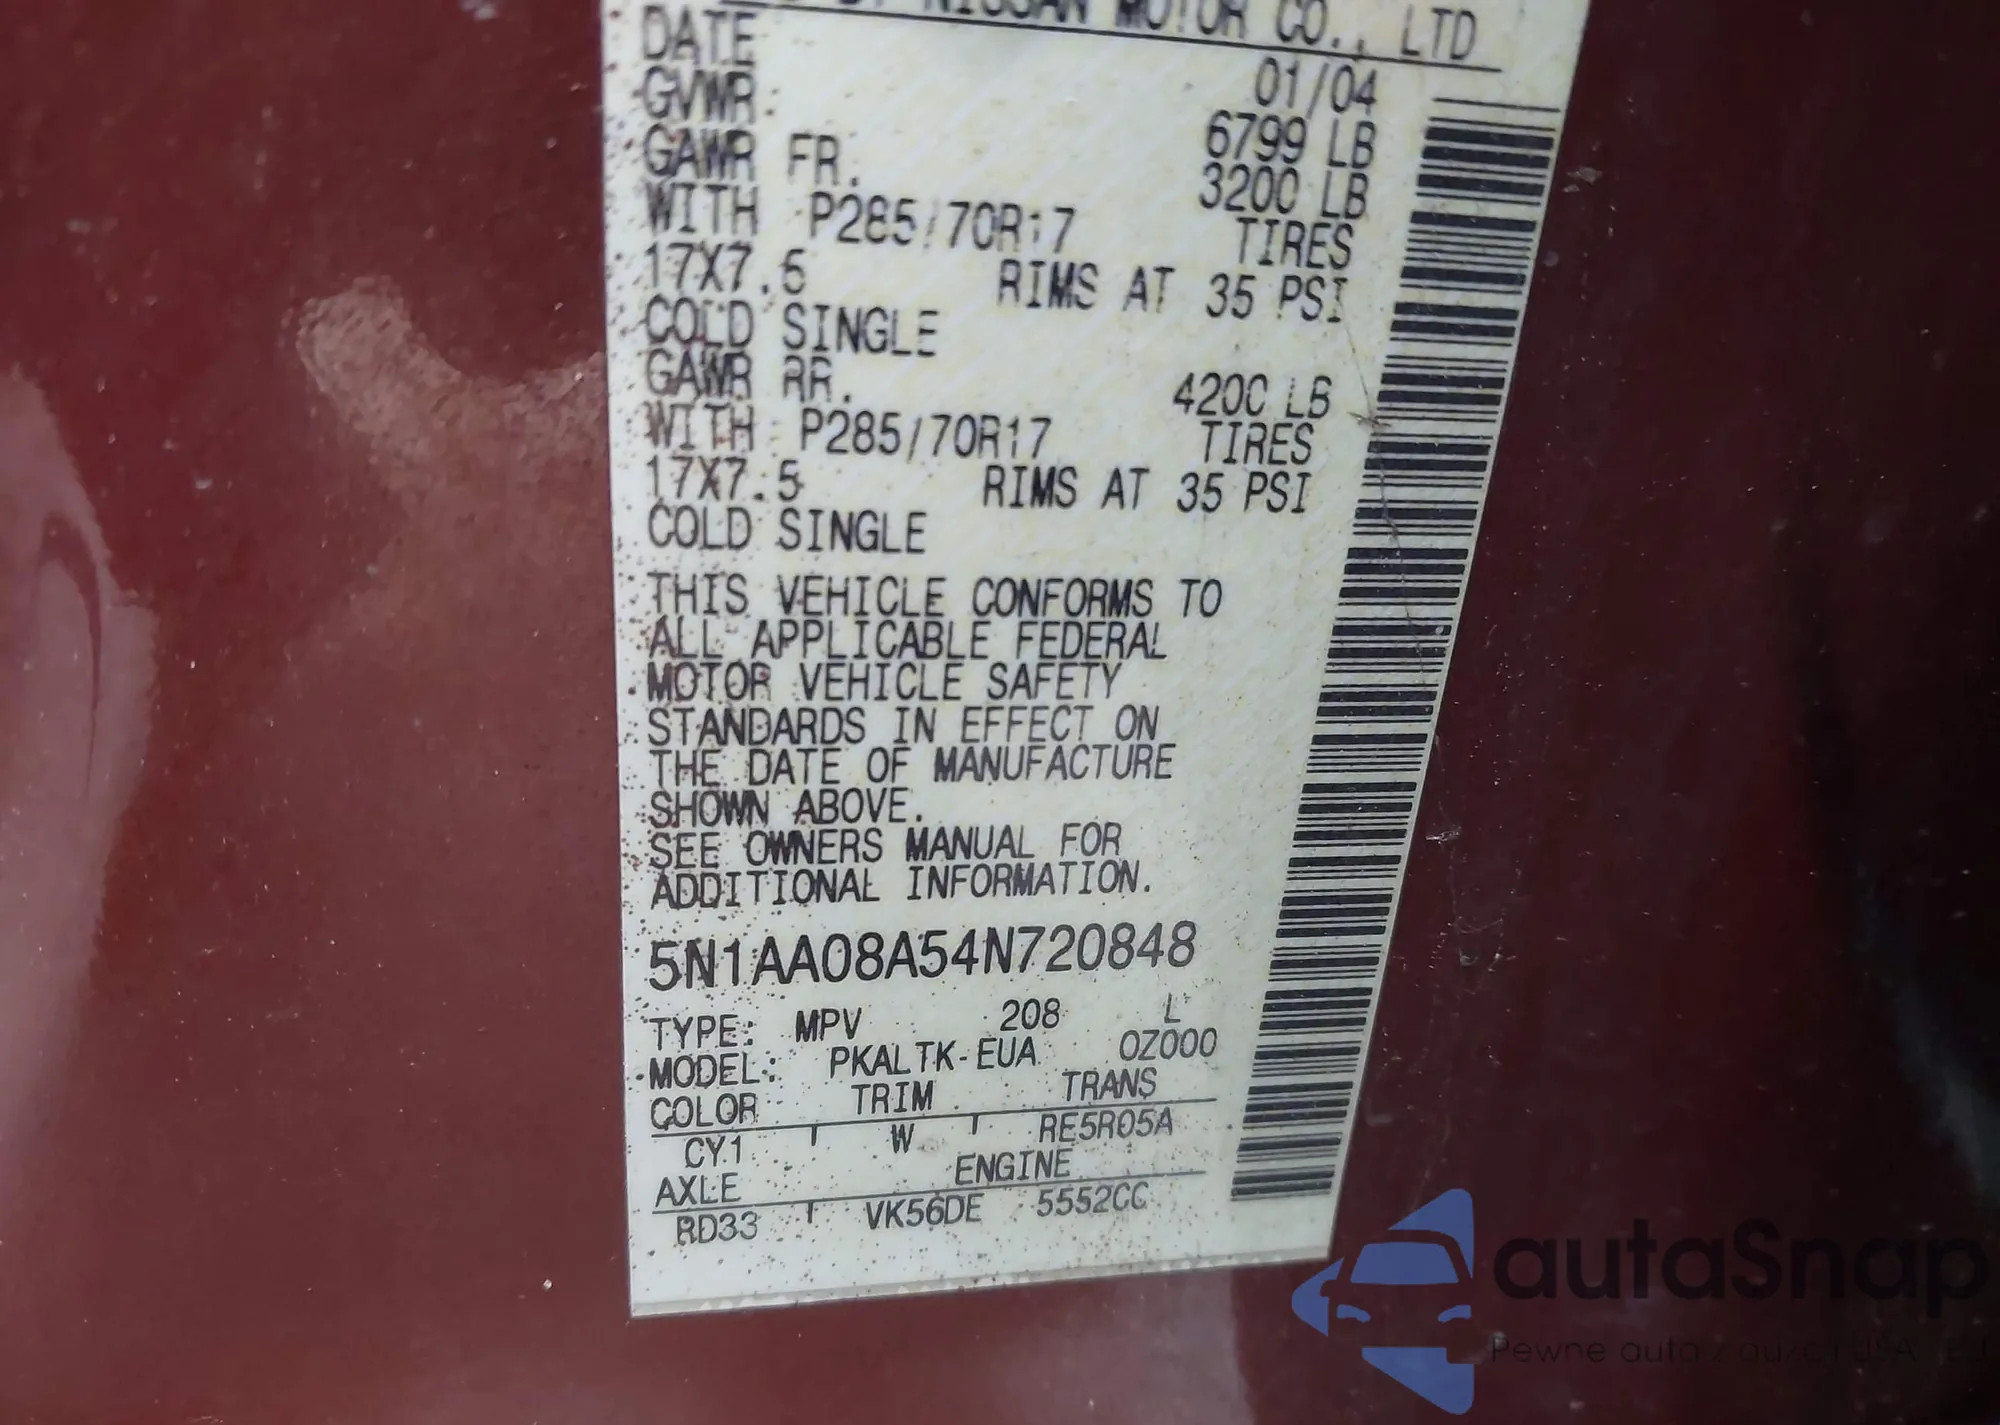 NISSAN MOTOR CO., LTD
DATE 01/04
GVWR: 6799 LB
GAWR FR. 3200 LB
WITH P285/70R17 TIRES
17X7.5 RIMS AT 35 PSI
COLD SINGLE
GAWR RR. 4200 LB
WITH P285/70R17 TIRES
17X7.5 RIMS AT 35 PSI
COLD SINGLE
THIS VEHICLE CONFORMS TO
ALL APPLICABLE FEDERAL
MOTOR VEHICLE SAFETY
STANDARDS IN EFFECT ON
THE DATE OF MANUFACTURE
SHOWN ABOVE.
SEE OWNERS MANUAL FOR
ADDITIONAL INFORMATION.
5N1AA08A54N720848
TYPE: MPV 208 L
MODEL: PKALTK-EUA 0Z000
COLOR TRIM TRANS
CY1 W RE5R05A
AXLE ENGINE
RD33 VK56DE 5552CC
autaSnap
Pewne auto z aukcji USA